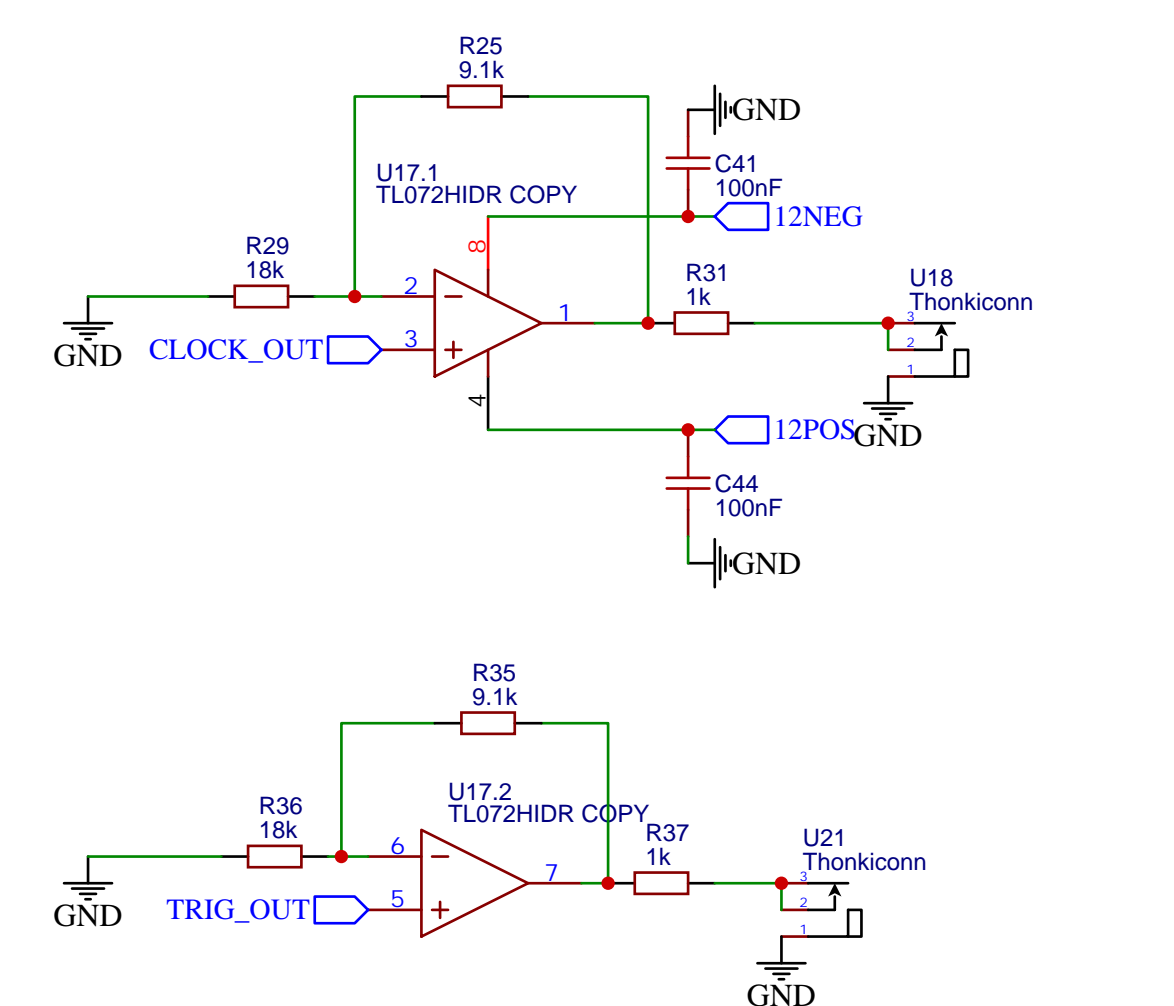 R25
9.1k
GND
C41
100nF
U17.1
TL072HIDR COPY
12NEG
8
R29
18k
2
1
R31
1k
U18
Thonkiconn
3
2
1
GND
CLOCK_OUT
3
4
12POS
GND
C44
100nF
GND
R35
9.1k
U17.2
TL072HIDR COPY
R36
18k
6
7
R37
1k
U21
Thonkiconn
3
2
1
GND
TRIG_OUT
5
GND